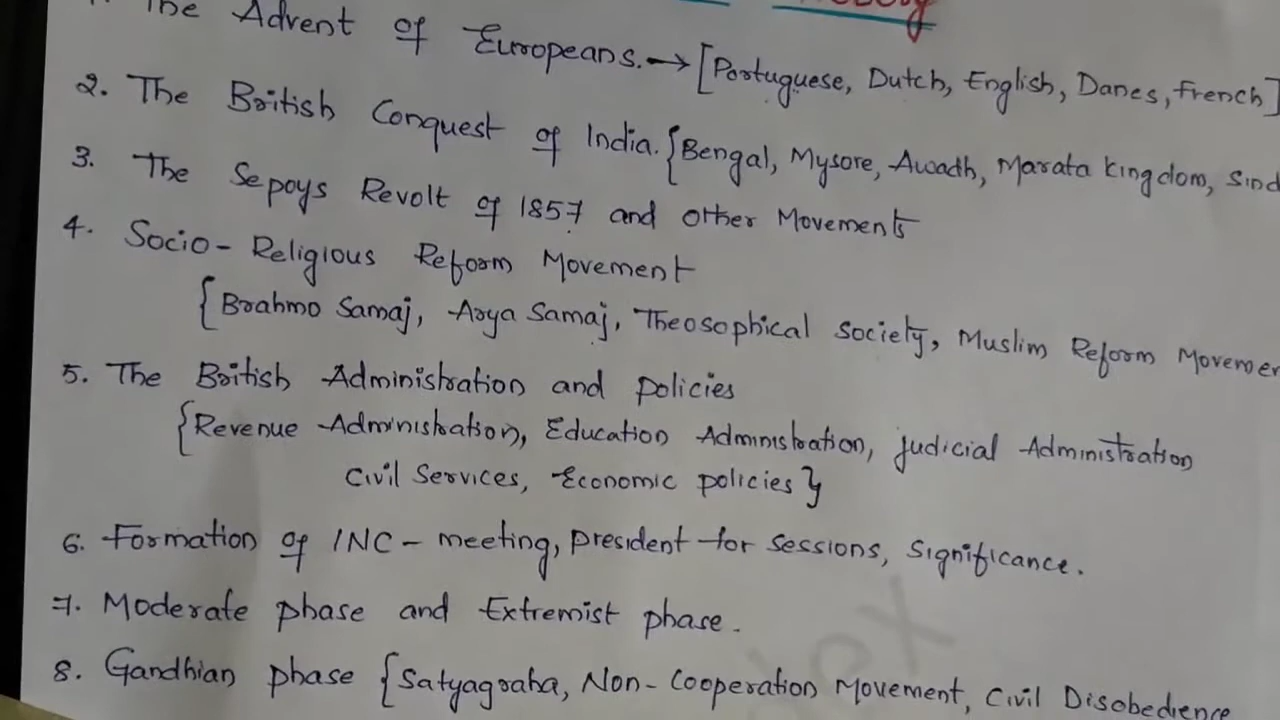 1. The Advent of Europeans. → [Portuguese, Dutch, English, Danes, French]
2. The British Conquest of India. {Bengal, Mysore, Awadh, Marata kingdom, Sind
3. The Sepoys Revolt of 1857 and other Movements
4. Socio-Religious Reform Movement
{Brahmo Samaj, Arya Samaj, Theosophical society, Muslim Reform Movemen
5. The British Administration and policies
{Revenue Administration, Education Administration, judicial Administration
Civil Services, Economic policies}
6. Formation of INC - meeting, president for sessions, significance.
7. Moderate phase and Extremist phase.
8. Gandhian phase {Satyagraha, Non-Cooperation Movement, Civil Disobedience